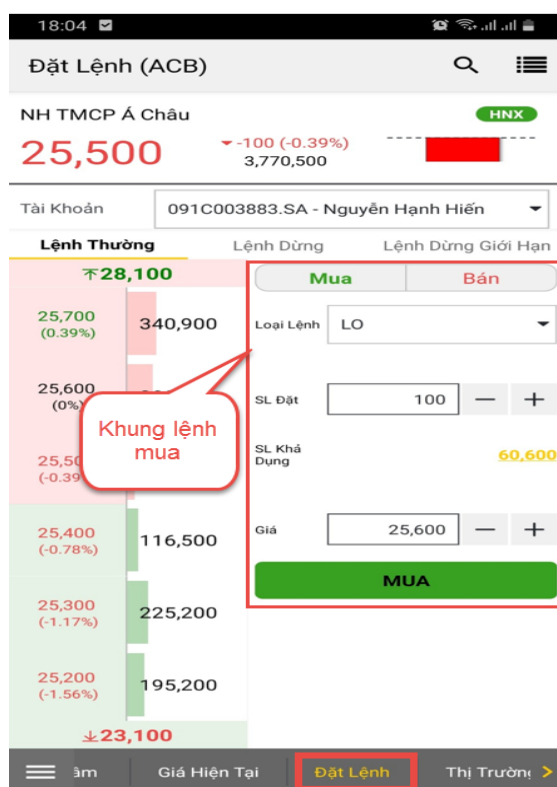 18:04
Đặt Lệnh (ACB)
NH TMCP Á Châu
HNX
25,500
-100 (-0.39%)
3,770,500
Tài Khoản
091C003883.SA - Nguyễn Hạnh Hiến
Lệnh Thường
Lệnh Dừng
Lệnh Dừng Giới Hạn
28,100
25,700
(0.39%)
340,900
25,600
(0%)
25,400
(-0.78%)
116,500
25,300
(-1.17%)
225,200
25,200
(-1.56%)
195,200
23,100
Khung lệnh
mua
Mua
Bán
Loại Lệnh
LO
SL Đặt
100
SL Khả
Dụng
60,600
Giá
25,600
MUA
Giá Hiện Tại
Đặt Lệnh
Thị Trường